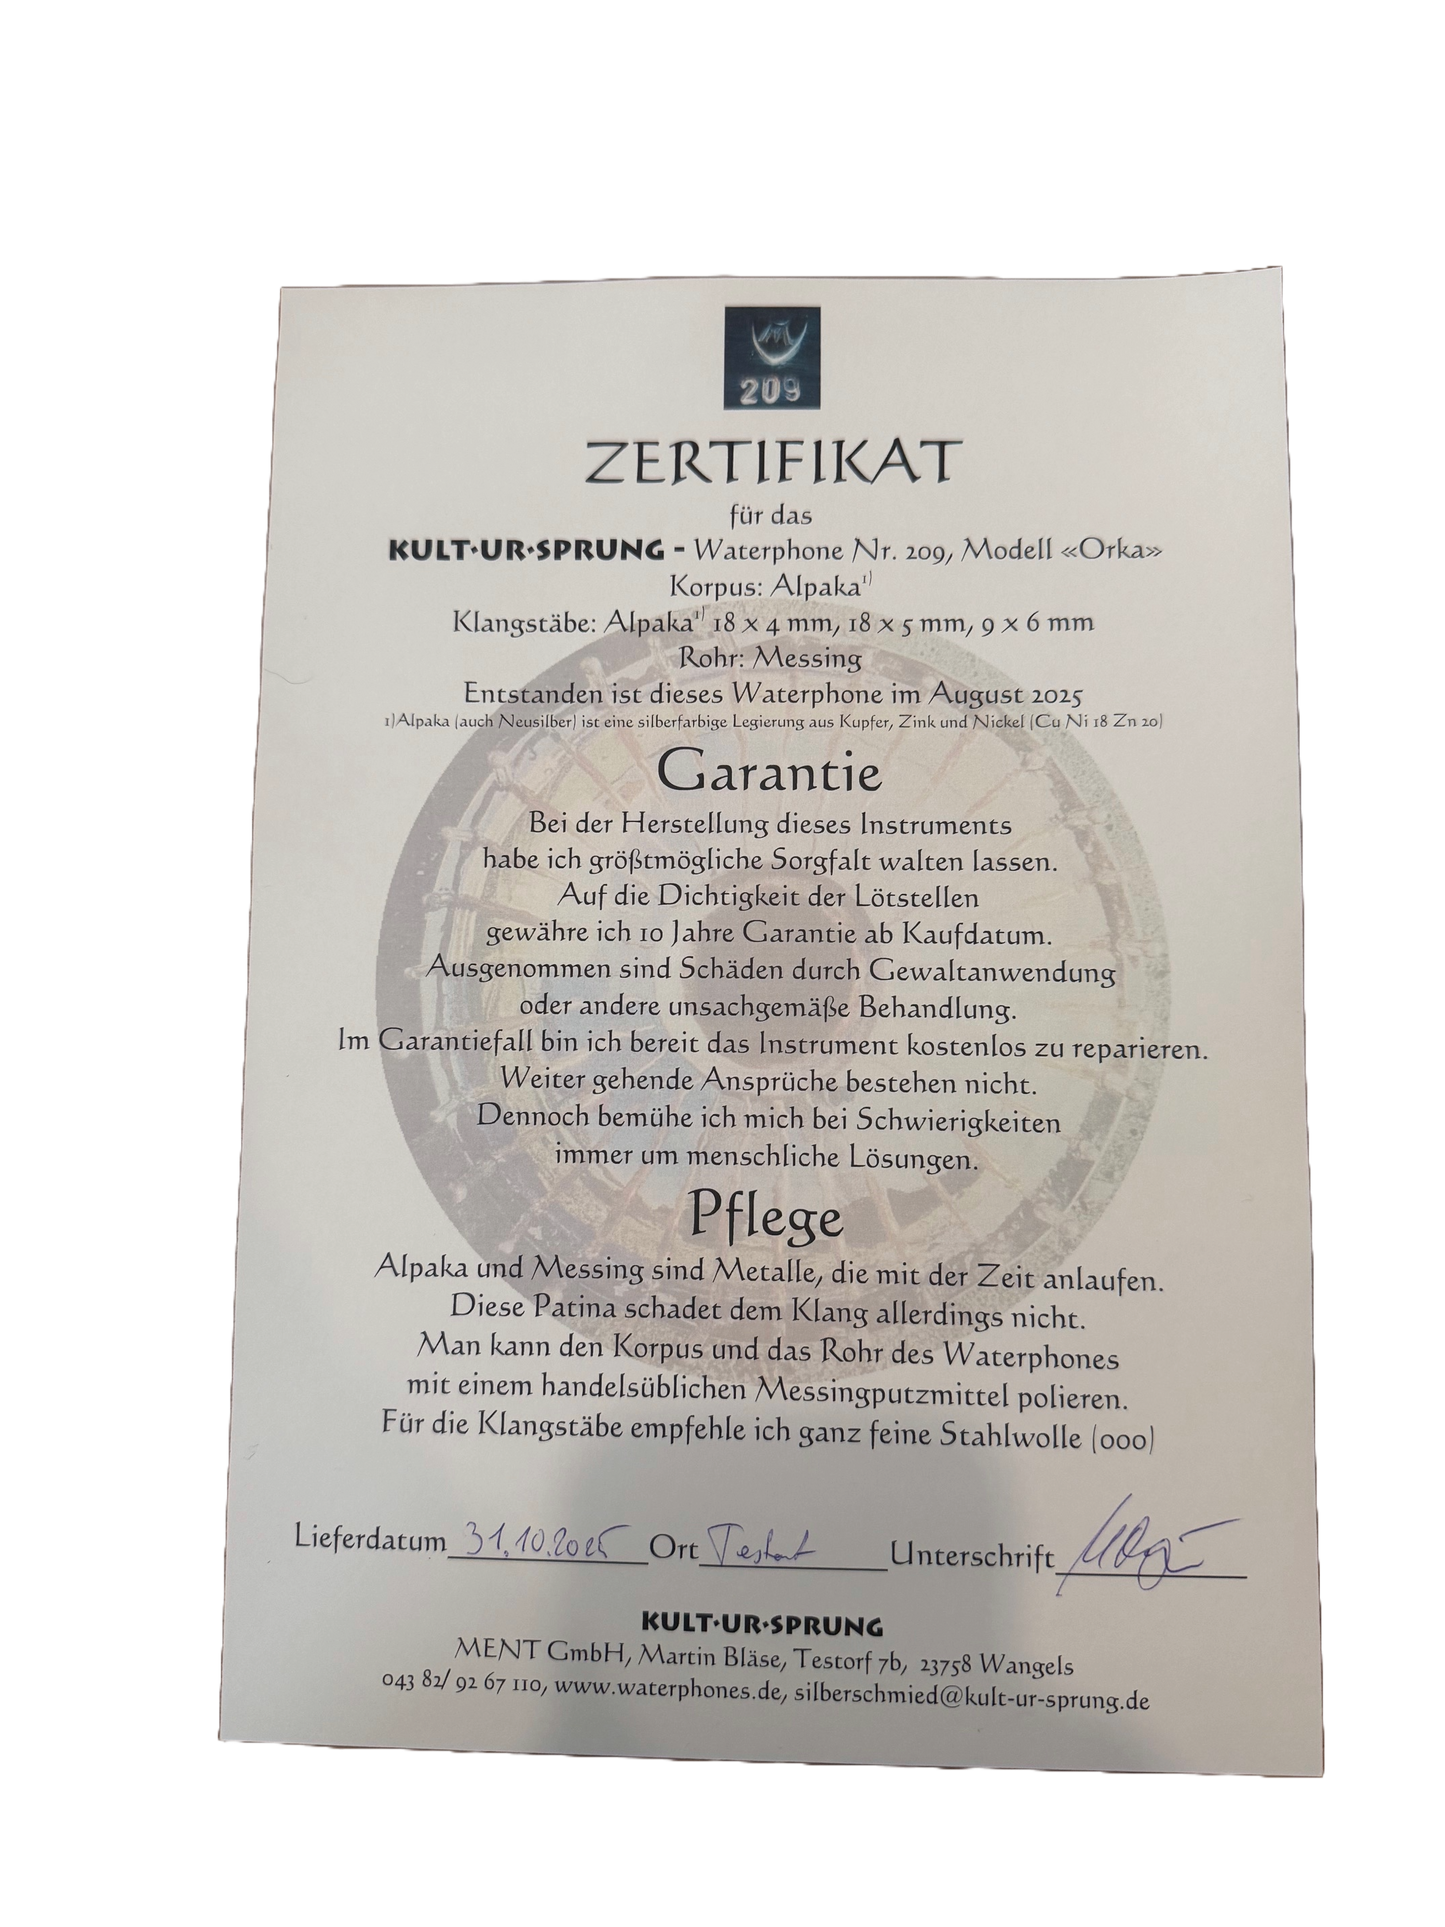 209
ZERTIFIKAT
für das
KULT·UR·SPRUNG - Waterphone Nr. 209, Modell «Orka»
Korpus: Alpaka¹⁾
Klangstäbe: Alpaka¹⁾ 18 x 4 mm, 18 x 5 mm, 9 x 6 mm
Rohr: Messing
Entstanden ist dieses Waterphone im August 2025
1)Alpaka (auch Neusilber) ist eine silberfarbige Legierung aus Kupfer, Zink und Nickel (Cu Ni 18 Zn 20)
Garantie
Bei der Herstellung dieses Instruments
habe ich größtmögliche Sorgfalt walten lassen.
Auf die Dichtigkeit der Lötstellen
gewähre ich 10 Jahre Garantie ab Kaufdatum.
Ausgenommen sind Schäden durch Gewaltanwendung
oder andere unsachgemäße Behandlung.
Im Garantiefall bin ich bereit das Instrument kostenlos zu reparieren.
Weiter gehende Ansprüche bestehen nicht.
Dennoch bemühe ich mich bei Schwierigkeiten
immer um menschliche Lösungen.
Pflege
Alpaka und Messing sind Metalle, die mit der Zeit anlaufen.
Diese Patina schadet dem Klang allerdings nicht.
Man kann den Korpus und das Rohr des Waterphones
mit einem handelsüblichen Messingputzmittel polieren.
Für die Klangstäbe empfehle ich ganz feine Stahlwolle (000)
Lieferdatum 31.10.2025 Ort Testorf Unterschrift
KULT·UR·SPRUNG
MENT GmbH, Martin Bläse, Testorf 7b, 23758 Wangels
043 82/ 92 67 110, www.waterphones.de, silberschmied@kult-ur-sprung.de